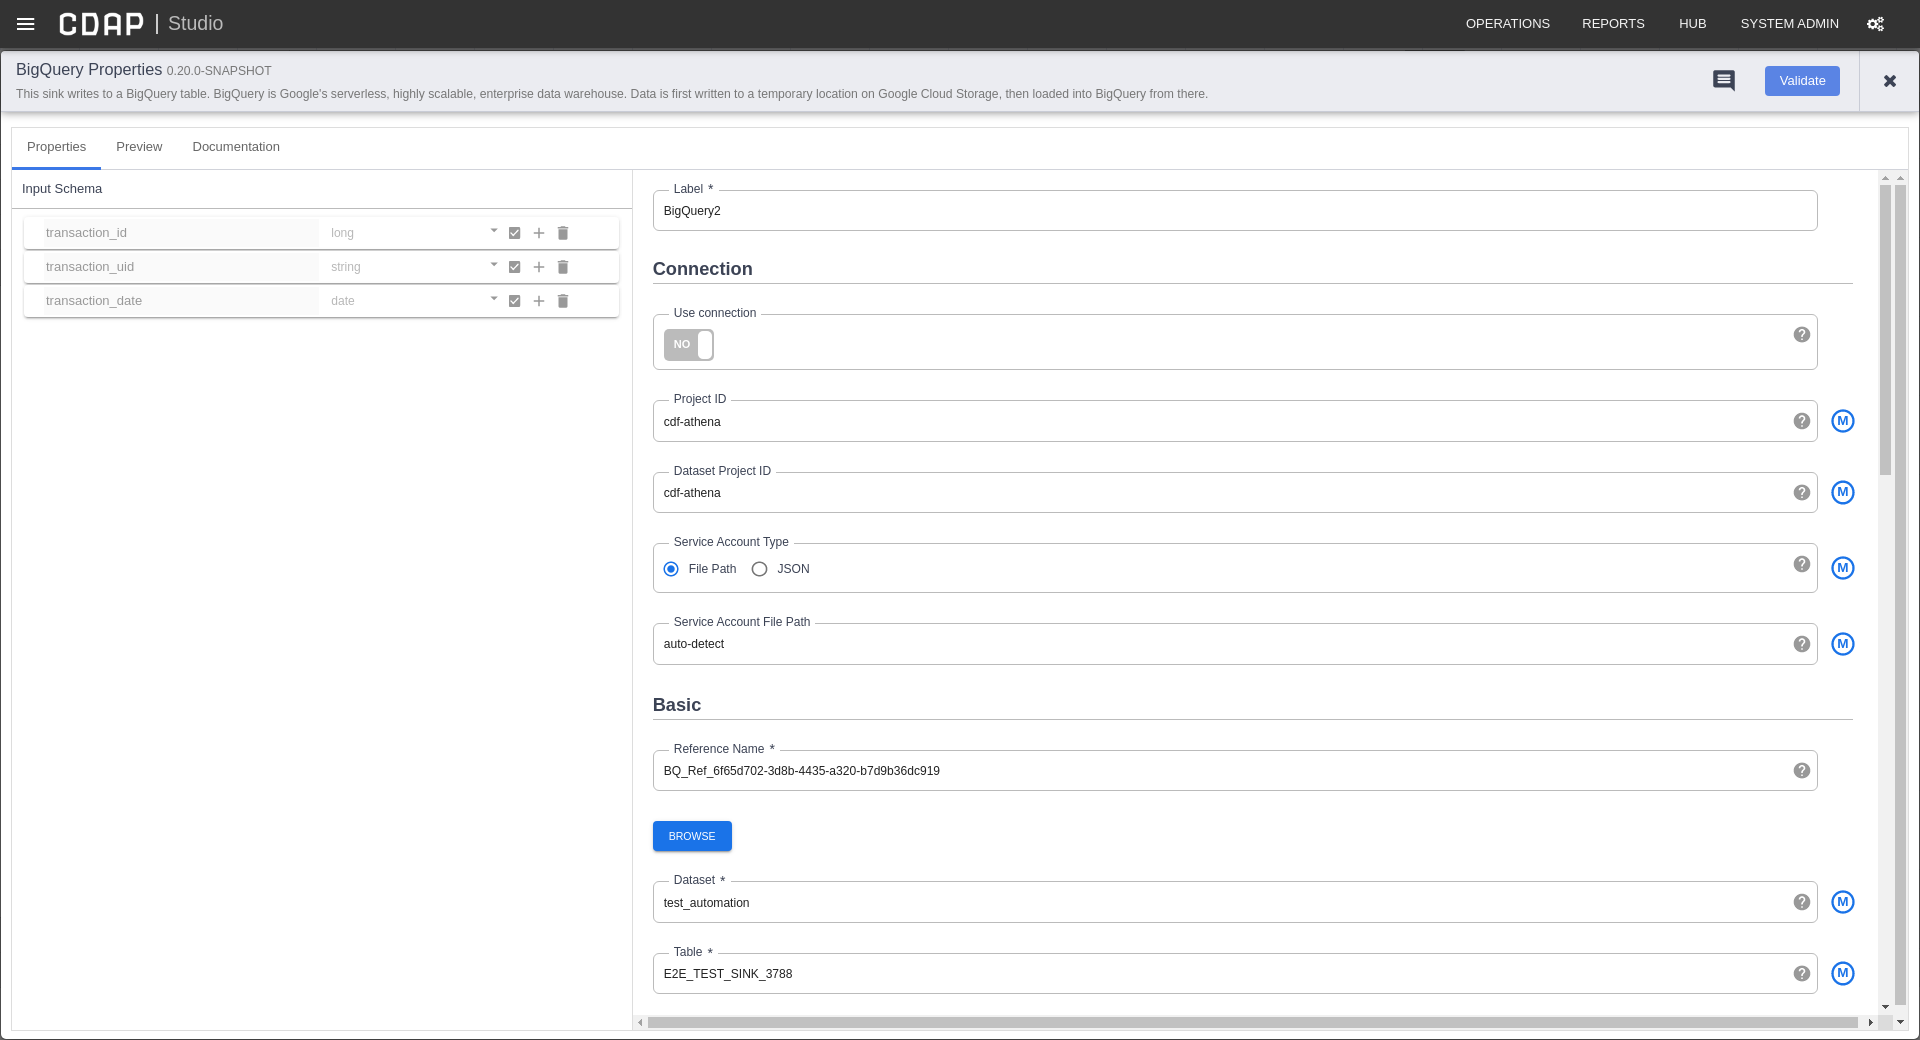 CDAP | Studio
OPERATIONS REPORTS HUB SYSTEM ADMIN
BigQuery Properties 0.20.0-SNAPSHOT
This sink writes to a BigQuery table. BigQuery is Google's serverless, highly scalable, enterprise data warehouse. Data is first written to a temporary location on Google Cloud Storage, then loaded into BigQuery from there.
Validate
Properties Preview Documentation
Input Schema
transaction_id long
transaction_uid string
transaction_date date
Label *
BigQuery2
Connection
Use connection
NO
Project ID
cdf-athena
M
Dataset Project ID
cdf-athena
M
Service Account Type
File Path JSON
M
Service Account File Path
auto-detect
M
Basic
Reference Name *
BQ_Ref_6f65d702-3d8b-4435-a320-b7d9b36dc919
BROWSE
Dataset *
test_automation
M
Table *
E2E_TEST_SINK_3788
M